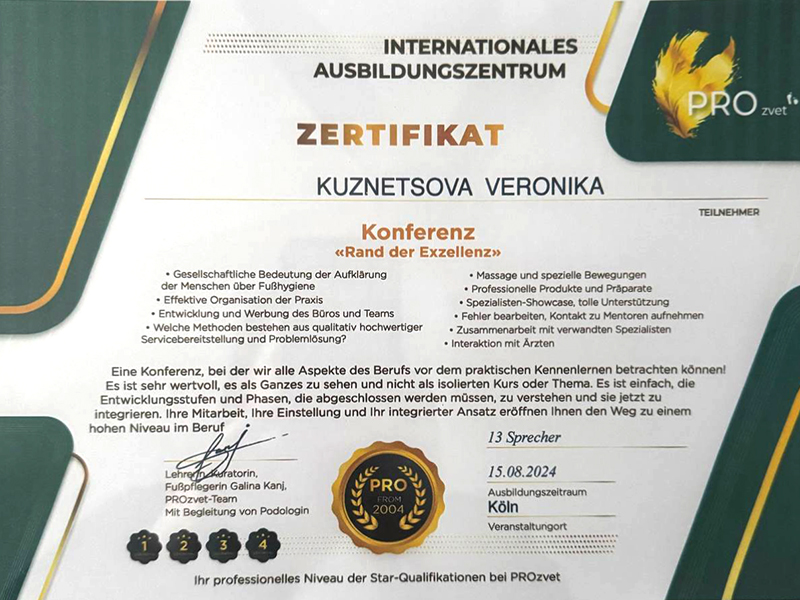 INTERNATIONALES
AUSBILDUNGSZENTRUM
PRO zvet
ZERTIFIKAT
KUZNETSOVA VERONIKA
TEILNEHMER
Konferenz
«Rand der Exzellenz»
• Gesellschaftliche Bedeutung der Aufklärung
der Menschen über Fußhygiene
• Effektive Organisation der Praxis
• Entwicklung und Werbung des Büros und Teams
• Welche Methoden bestehen aus qualitativ hochwertiger
Servicebereitstellung und Problemlösung?
• Massage und spezielle Bewegungen
• Professionelle Produkte und Präparate
• Spezialisten-Showcase, tolle Unterstützung
• Fehler bearbeiten, Kontakt zu Mentoren aufnehmen
• Zusammenarbeit mit verwandten Spezialisten
• Interaktion mit Ärzten
Eine Konferenz, bei der wir alle Aspekte des Berufs vor dem praktischen Kennenlernen betrachten können!
Es ist sehr wertvoll, es als Ganzes zu sehen und nicht als isolierten Kurs oder Thema. Es ist einfach, die
Entwicklungsstufen und Phasen, die abgeschlossen werden müssen, zu verstehen und sie jetzt zu
integrieren. Ihre Mitarbeit, Ihre Einstellung und Ihr integrierter Ansatz eröffnen Ihnen den Weg zu einem
hohen Niveau im Beruf
Lehrerin, Kuratorin,
Fußpflegerin Galina Kanj,
PROzvet-Team
Mit Begleitung von Podologin
PRO
FROM
2004
13 Sprecher
15.08.2024
Ausbildungszeitraum
Köln
Veranstaltungsort
1 2 3 4
Ihr professionelles Niveau der Star-Qualifikationen bei PROzvet